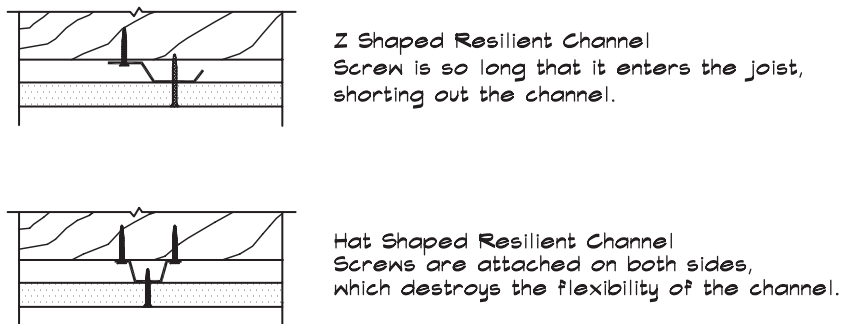 Z Shaped Resilient Channel
Screw is so long that it enters the joist,
shorting out the channel.
Hat Shaped Resilient Channel
Screws are attached on both sides,
which destroys the flexibility of the channel.